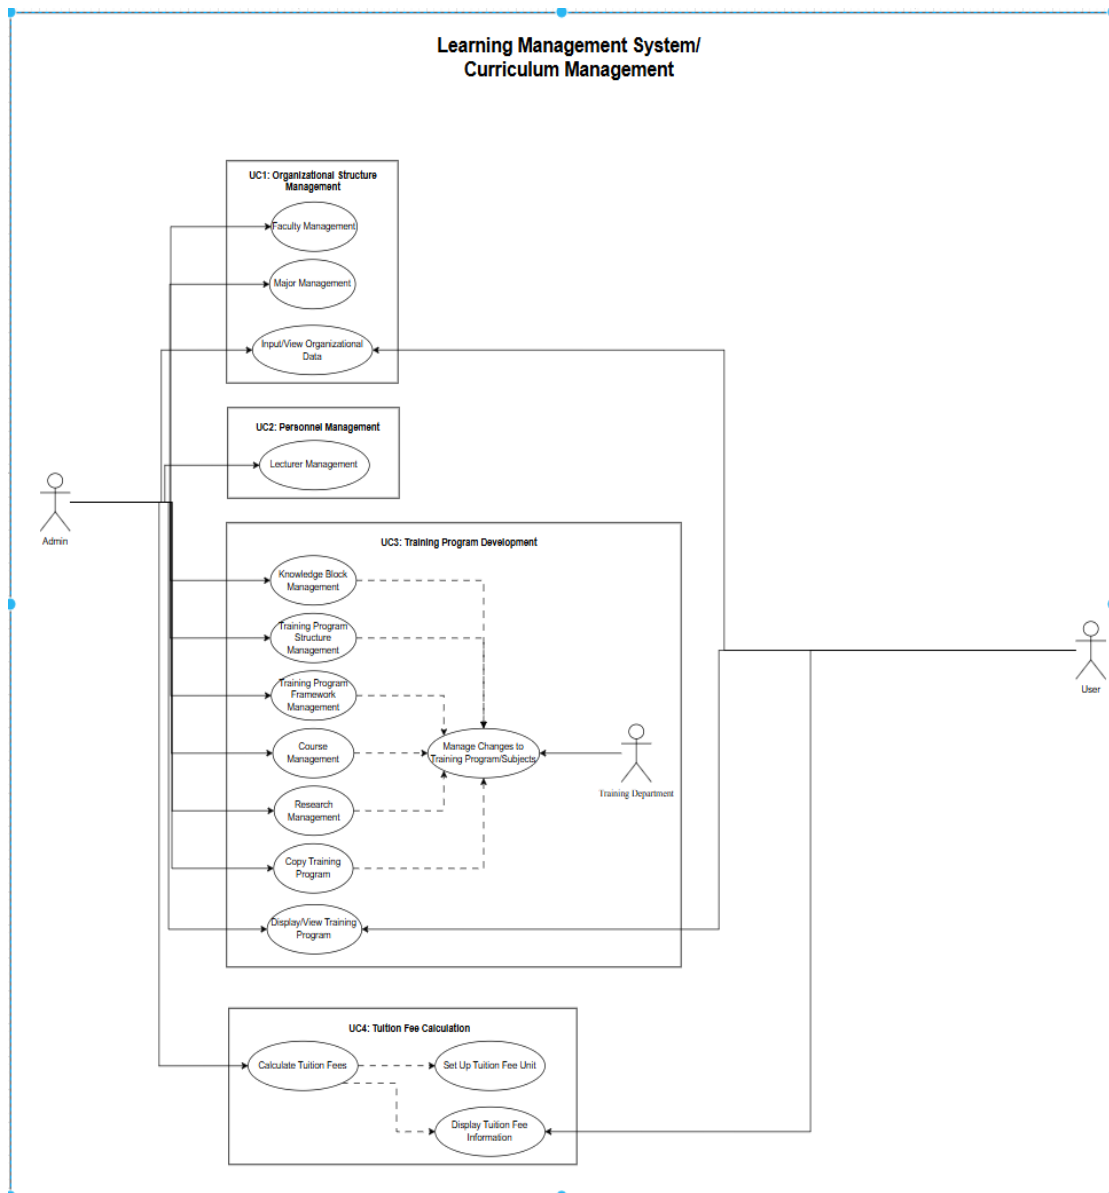 Learning Management System/
Curriculum Management
UC1: Organizational Structure
Management
Faculty Management
Major Management
Input/View Organizational
Data
UC2: Personnel Management
Lecturer Management
Admin
UC3: Training Program Development
Knowledge Block
Management
Training Program
Structure
Management
Training Program
Framework
Management
Course
Management
Manage Changes to
Training Program/Subjects
Training Department
User
Research
Management
Copy Training
Program
Display/View Training
Program
UC4: Tuition Fee Calculation
Calculate Tuition Fees
Set Up Tuition Fee Unit
Display Tuition Fee
Information